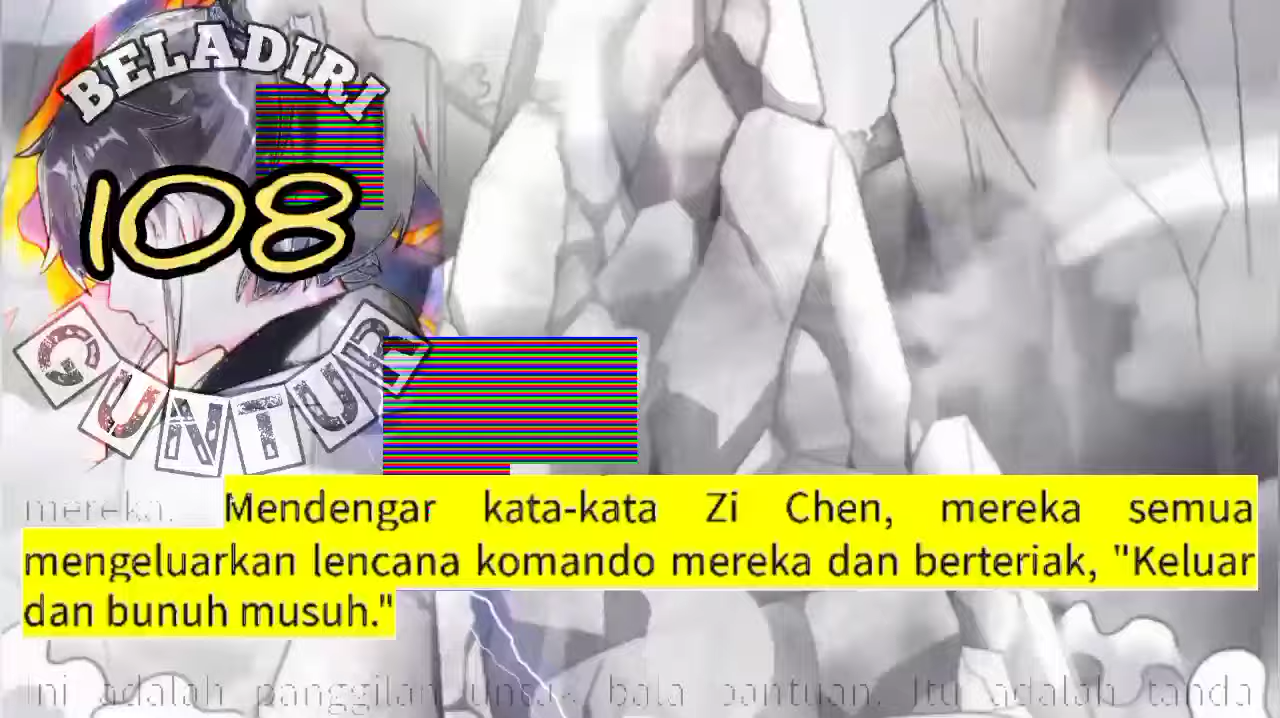 BELADIRI
108
GUNTUR
mereka. Mendengar kata-kata Zi Chen, mereka semua
mengeluarkan lencana komando mereka dan berteriak, "Keluar
dan bunuh musuh."
Ini adalah panggilan untuk bala bantuan. Itu adalah tanda